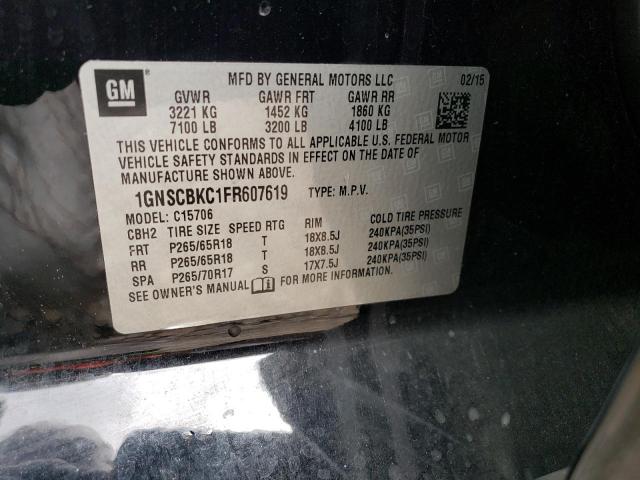 GM
MFD BY GENERAL MOTORS LLC 02/15
GVWR GAWR FRT GAWR RR
3221 KG 1452 KG 1860 KG
7100 LB 3200 LB 4100 LB
THIS VEHICLE CONFORMS TO ALL APPLICABLE U.S. FEDERAL MOTOR
VEHICLE SAFETY STANDARDS IN EFFECT ON THE DATE OF
MANUFACTURE SHOWN ABOVE.
1GNSCBKC1FR607619 TYPE: M.P.V.
MODEL: C15706
CBH2 TIRE SIZE SPEED RTG RIM COLD TIRE PRESSURE
FRT P265/65R18 T 18X8.5J 240KPA(35PSI)
RR P265/65R18 T 18X8.5J 240KPA(35PSI)
SPA P265/70R17 S 17X7.5J 240KPA(35PSI)
SEE OWNER'S MANUAL FOR MORE INFORMATION.